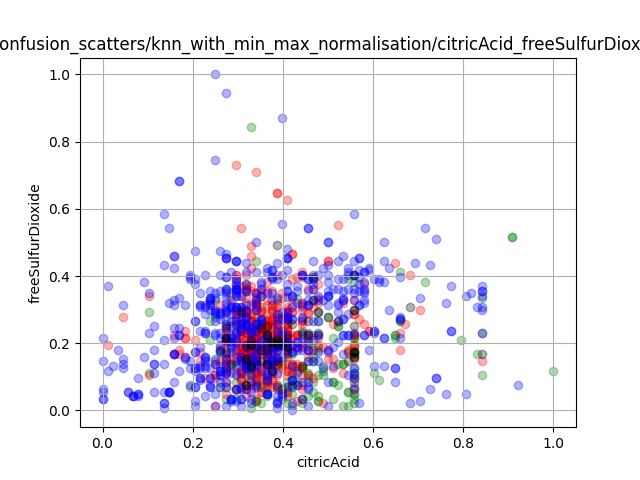 onfusion_scatters/knn_with_min_max_normalisation/citricAcid_freeSulfurDiox
1.0
0.8
0.6
0.4
0.2
0.0
freeSulfurDioxide
0.0 0.2 0.4 0.6 0.8 1.0
citricAcid